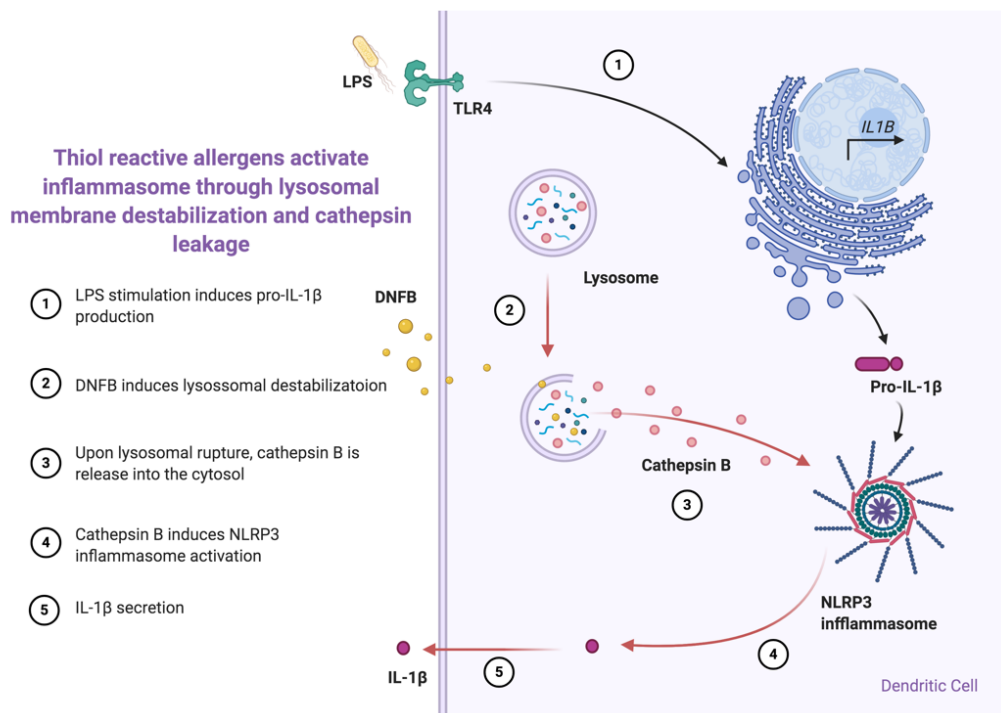 Thiol reactive allergens activate
inflammasome through lysosomal
membrane destabilization and cathepsin
leakage
1
LPS stimulation induces pro-IL-1β
production
2
DNFB induces lysossomal destabilizatoion
3
Upon lysosomal rupture, cathepsin B is
release into the cytosol
4
Cathepsin B induces NLRP3
inflammasome activation
5
IL-1β secretion
LPS
TLR4
1
IL1B
Lysosome
DNFB
2
Pro-IL-1β
Cathepsin B
3
NLRP3
infflammasome
4
5
IL-1β
Dendritic Cell